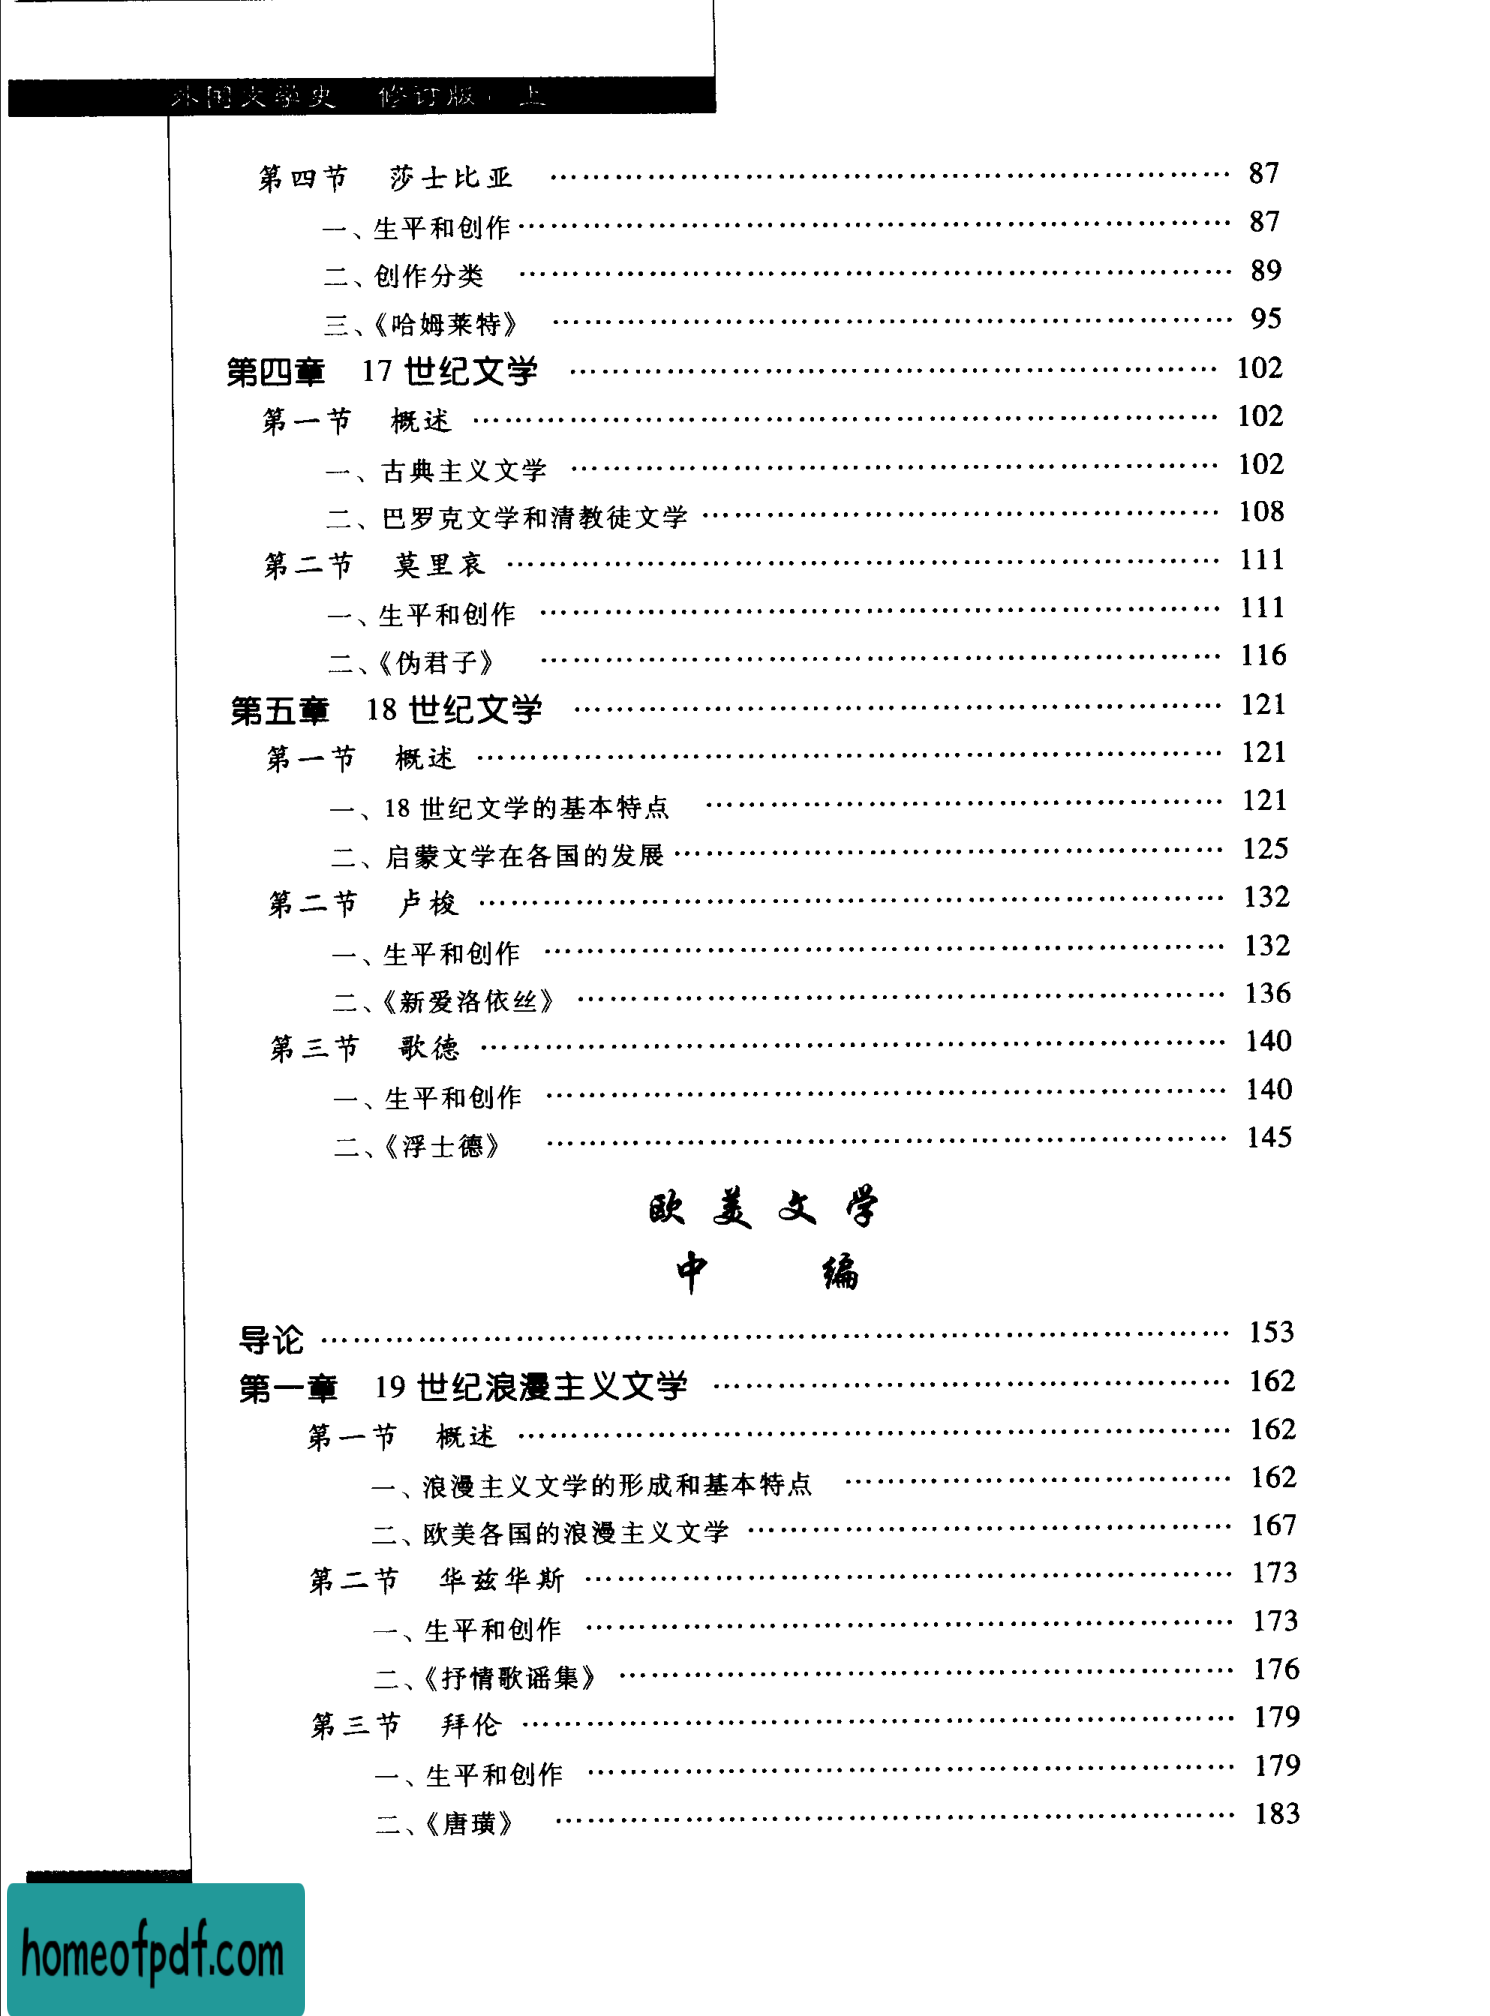 外国文学史 修订版·上
第四节 莎士比亚 …… 87
一、生平和创作 …… 87
二、创作分类 …… 89
三、《哈姆莱特》 …… 95
第四章 17世纪文学 …… 102
第一节 概述 …… 102
一、古典主义文学 …… 102
二、巴罗克文学和清教徒文学 …… 108
第二节 莫里哀 …… 111
一、生平和创作 …… 111
二、《伪君子》 …… 116
第五章 18世纪文学 …… 121
第一节 概述 …… 121
一、18世纪文学的基本特点 …… 121
二、启蒙文学在各国的发展 …… 125
第二节 卢梭 …… 132
一、生平和创作 …… 132
二、《新爱洛依丝》 …… 136
第三节 歌德 …… 140
一、生平和创作 …… 140
二、《浮士德》 …… 145
欧美文学
中 编
导论 …… 153
第一章 19世纪浪漫主义文学 …… 162
第一节 概述 …… 162
一、浪漫主义文学的形成和基本特点 …… 162
二、欧美各国的浪漫主义文学 …… 167
第二节 华兹华斯 …… 173
一、生平和创作 …… 173
二、《抒情歌谣集》 …… 176
第三节 拜伦 …… 179
一、生平和创作 …… 179
二、《唐璜》 …… 183
homeofpdf.com